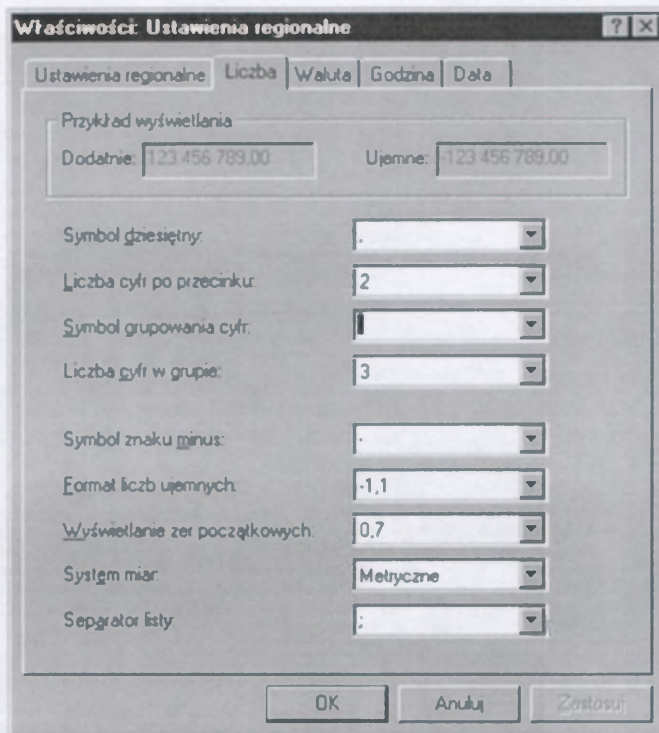 Właściwości: Ustawienia regionalne
Ustawienia regionalne Liczba Waluta Godzina Data
Przykład wyświetlania
Dodatnie: 123 456 789,00 Ujemne: -123 456 789,00
Symbol dziesiętny: ,
Liczba cyfr po przecinku: 2
Symbol grupowania cyfr:
Liczba cyfr w grupie: 3
Symbol znaku minus: -
Format liczb ujemnych: -1,1
Wyświetlanie zer początkowych: 0,7
System miar: Metryczne
Separator listy: ;
OK Anuluj Zastosuj